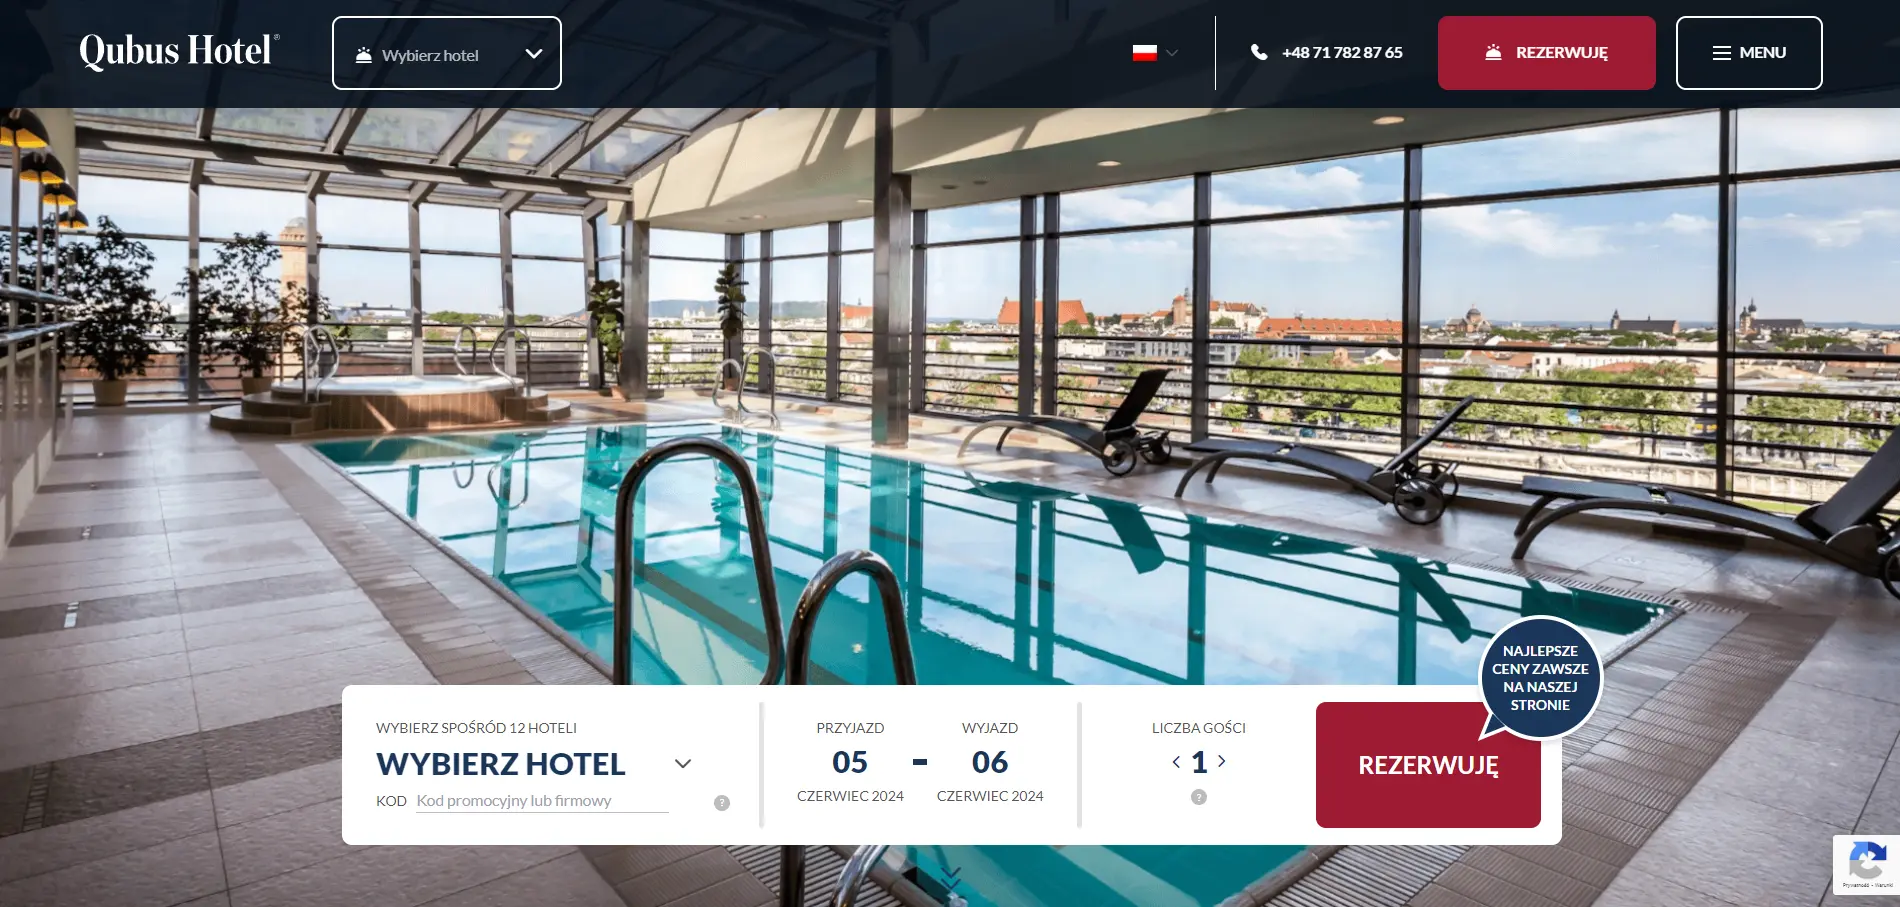 Qubus Hotel®
Wybierz hotel
+48 71 782 87 65
REZERWUJĘ
MENU
NAJLEPSZE
CENY ZAWSZE
NA NASZEJ
STRONIE
WYBIERZ SPOŚRÓD 12 HOTELI
WYBIERZ HOTEL
KOD Kod promocyjny lub firmowy
?
PRZYJAZD
05
CZERWIEC 2024
-
WYJAZD
06
CZERWIEC 2024
LICZBA GOŚCI
< 1 >
?
REZERWUJĘ
Prywatność - Warunki